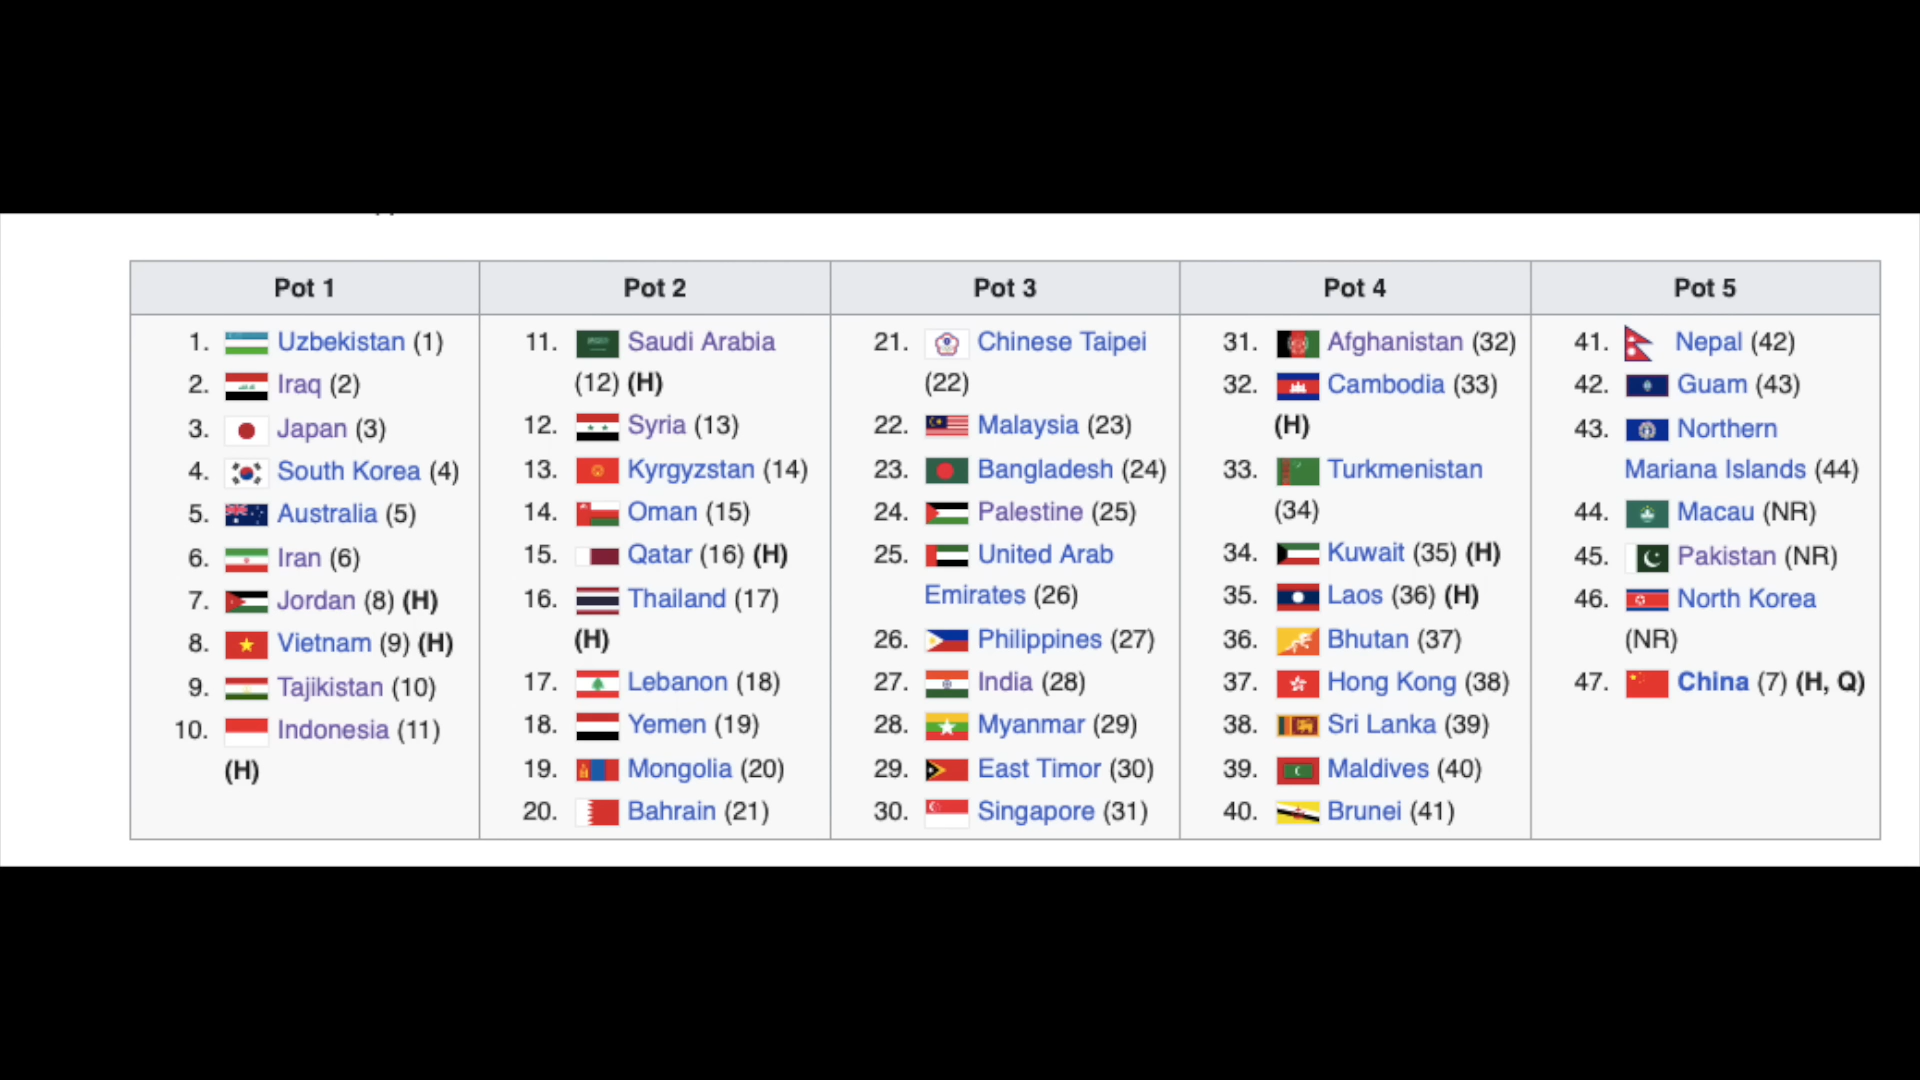 Pot 1
Pot 2
Pot 3
Pot 4
Pot 5
1. Uzbekistan (1)
2. Iraq (2)
3. Japan (3)
4. South Korea (4)
5. Australia (5)
6. Iran (6)
7. Jordan (8) (H)
8. Vietnam (9) (H)
9. Tajikistan (10)
10. Indonesia (11)
(H)
11. Saudi Arabia
(12) (H)
12. Syria (13)
13. Kyrgyzstan (14)
14. Oman (15)
15. Qatar (16) (H)
16. Thailand (17)
(H)
17. Lebanon (18)
18. Yemen (19)
19. Mongolia (20)
20. Bahrain (21)
21. Chinese Taipei
(22)
22. Malaysia (23)
23. Bangladesh (24)
24. Palestine (25)
25. United Arab
Emirates (26)
26. Philippines (27)
27. India (28)
28. Myanmar (29)
29. East Timor (30)
30. Singapore (31)
31. Afghanistan (32)
32. Cambodia (33)
(H)
33. Turkmenistan
(34)
34. Kuwait (35) (H)
35. Laos (36) (H)
36. Bhutan (37)
37. Hong Kong (38)
38. Sri Lanka (39)
39. Maldives (40)
40. Brunei (41)
41. Nepal (42)
42. Guam (43)
43. Northern
Mariana Islands (44)
44. Macau (NR)
45. Pakistan (NR)
46. North Korea
(NR)
47. China (7) (H, Q)